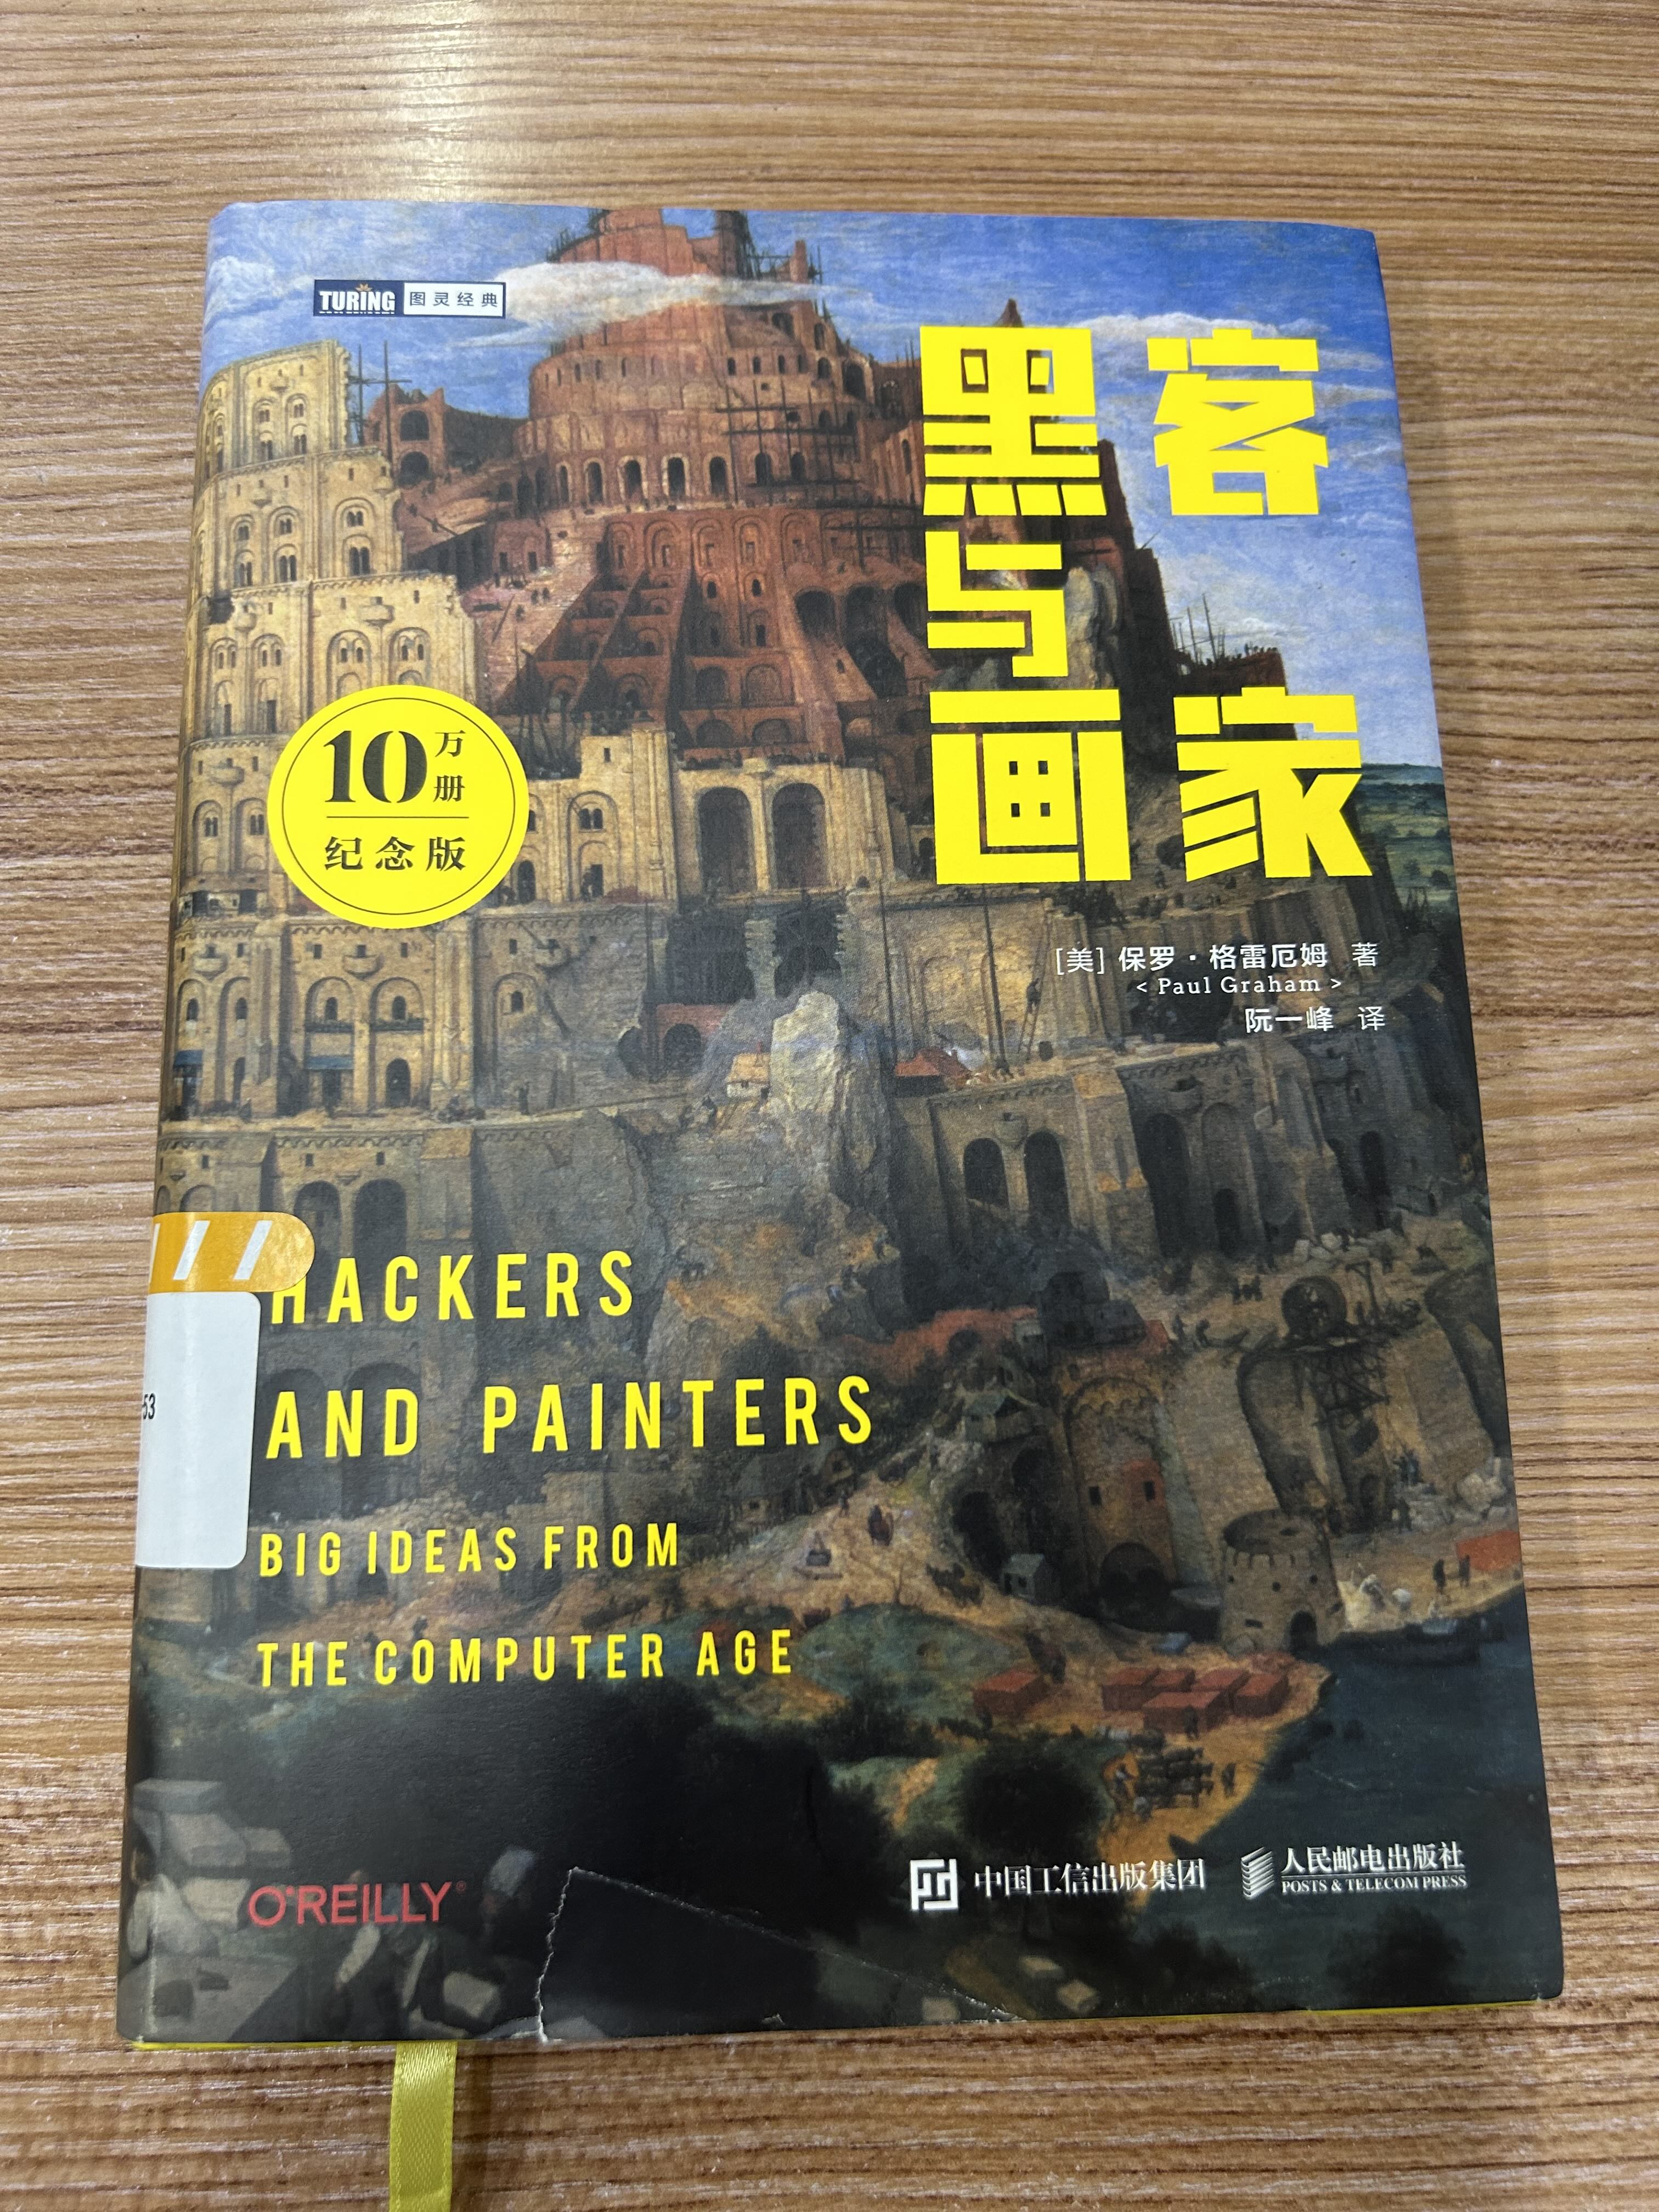 TURING 图灵经典
黑客
与
画家
10万册
纪念版
[美] 保罗·格雷厄姆 著
< Paul Graham >
阮一峰 译
HACKERS
AND PAINTERS
BIG IDEAS FROM
THE COMPUTER AGE
53
O'REILLY®
中国工信出版集团
人民邮电出版社
POSTS & TELECOM PRESS